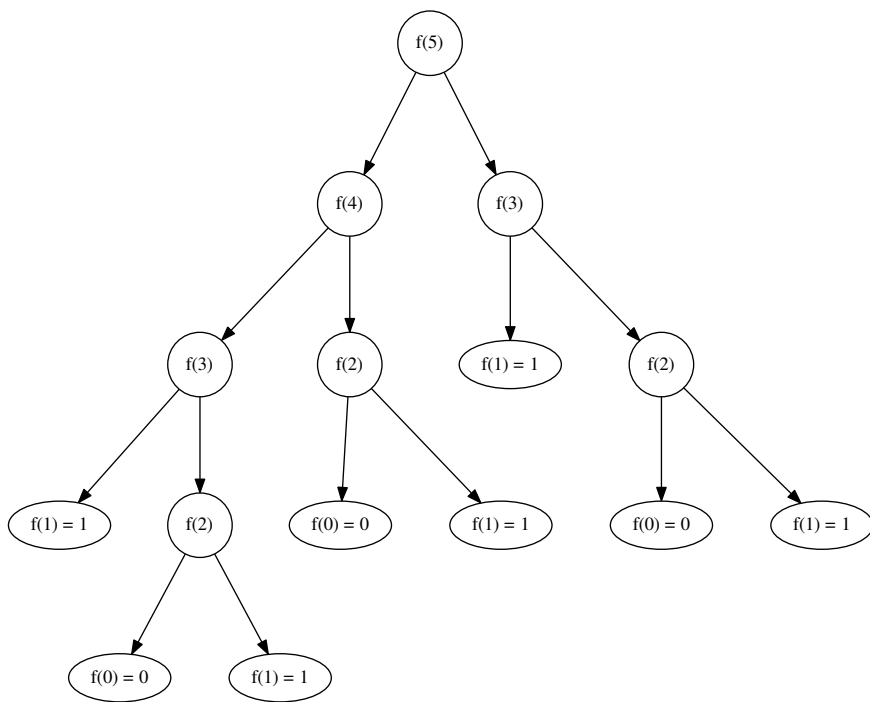 f(5)
f(4)
f(3)
f(3)
f(2)
f(1) = 1
f(2)
f(1) = 1
f(2)
f(0) = 0
f(1) = 1
f(0) = 0
f(1) = 1
f(0) = 0
f(1) = 1